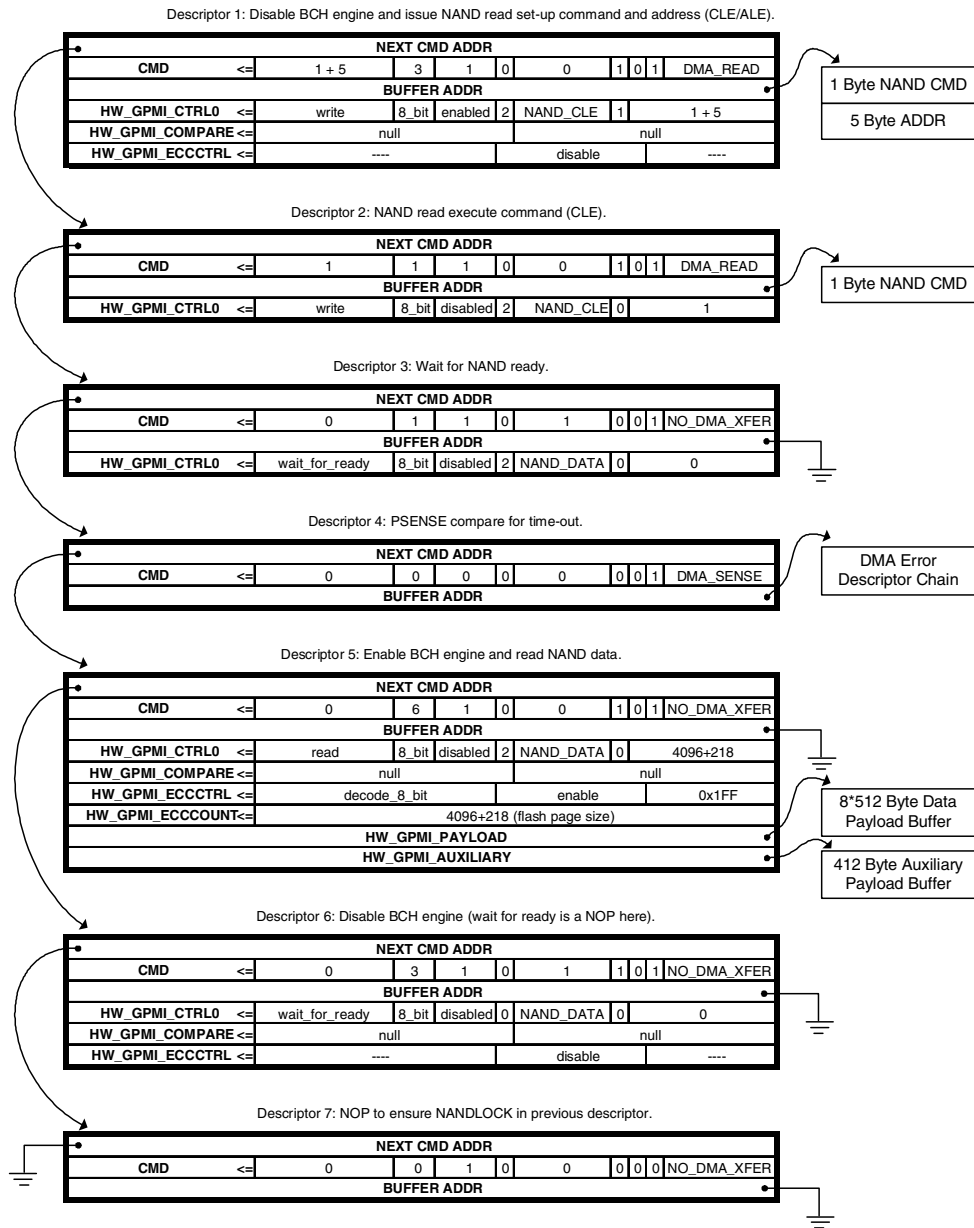 Descriptor 1: Disable BCH engine and issue NAND read set-up command and address (CLE/ALE).
NEXT CMD ADDR
CMD <= 1 + 5 3 1 0 0 1 0 1 DMA_READ
BUFFER ADDR
HW_GPMI_CTRL0 <= write 8_bit enabled 2 NAND_CLE 1 1 + 5
HW_GPMI_COMPARE <= null null
HW_GPMI_ECCCTRL <= ---- disable ----
1 Byte NAND CMD
5 Byte ADDR
Descriptor 2: NAND read execute command (CLE).
NEXT CMD ADDR
CMD <= 1 1 1 0 0 1 0 1 DMA_READ
BUFFER ADDR
HW_GPMI_CTRL0 <= write 8_bit disabled 2 NAND_CLE 0 1
1 Byte NAND CMD
Descriptor 3: Wait for NAND ready.
NEXT CMD ADDR
CMD <= 0 1 1 0 1 0 0 1 NO_DMA_XFER
BUFFER ADDR
HW_GPMI_CTRL0 <= wait_for_ready 8_bit disabled 2 NAND_DATA 0 0
Descriptor 4: PSENSE compare for time-out.
NEXT CMD ADDR
CMD <= 0 0 0 0 0 0 0 1 DMA_SENSE
BUFFER ADDR
DMA Error
Descriptor Chain
Descriptor 5: Enable BCH engine and read NAND data.
NEXT CMD ADDR
CMD <= 0 6 1 0 0 1 0 1 NO_DMA_XFER
BUFFER ADDR
HW_GPMI_CTRL0 <= read 8_bit disabled 2 NAND_DATA 0 4096+218
HW_GPMI_COMPARE <= null null
HW_GPMI_ECCCTRL <= decode_8_bit enable 0x1FF
HW_GPMI_ECCCOUNT<= 4096+218 (flash page size)
HW_GPMI_PAYLOAD
HW_GPMI_AUXILIARY
8*512 Byte Data
Payload Buffer
412 Byte Auxiliary
Payload Buffer
Descriptor 6: Disable BCH engine (wait for ready is a NOP here).
NEXT CMD ADDR
CMD <= 0 3 1 0 1 1 0 1 NO_DMA_XFER
BUFFER ADDR
HW_GPMI_CTRL0 <= wait_for_ready 8_bit disabled 0 NAND_DATA 0 0
HW_GPMI_COMPARE <= null null
HW_GPMI_ECCCTRL <= ---- disable ----
Descriptor 7: NOP to ensure NANDLOCK in previous descriptor.
NEXT CMD ADDR
CMD <= 0 0 1 0 0 0 0 0 NO_DMA_XFER
BUFFER ADDR